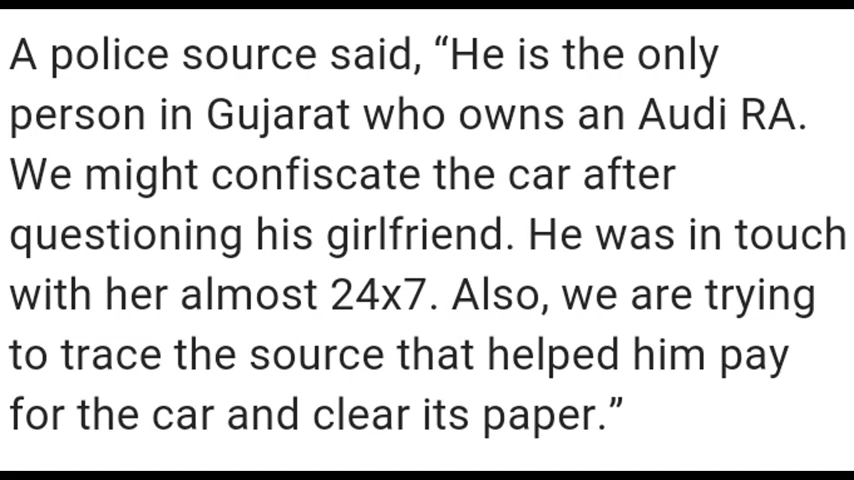 A police source said, “He is the only
person in Gujarat who owns an Audi RA.
We might confiscate the car after
questioning his girlfriend. He was in touch
with her almost 24x7. Also, we are trying
to trace the source that helped him pay
for the car and clear its paper.”